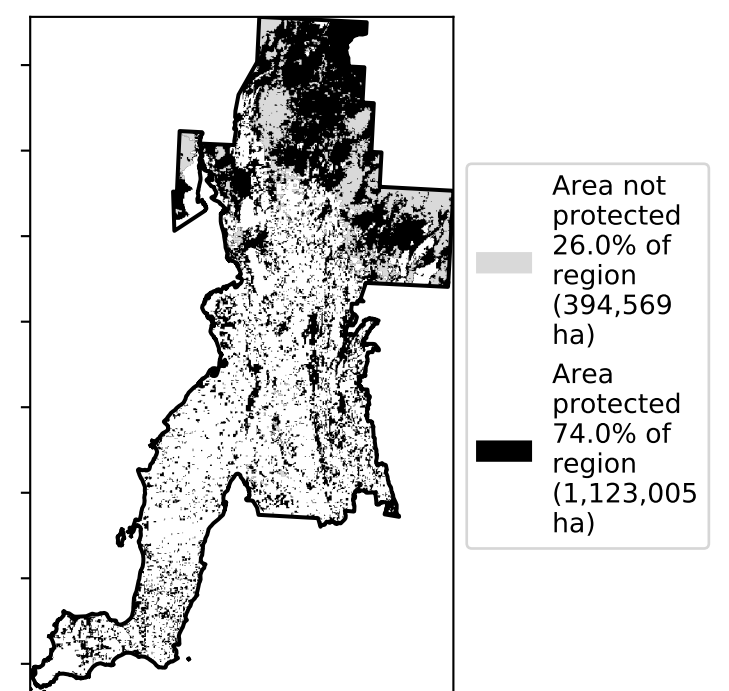 Area not
protected
26.0% of
region
(394,569
ha)
Area
protected
74.0% of
region
(1,123,005
ha)